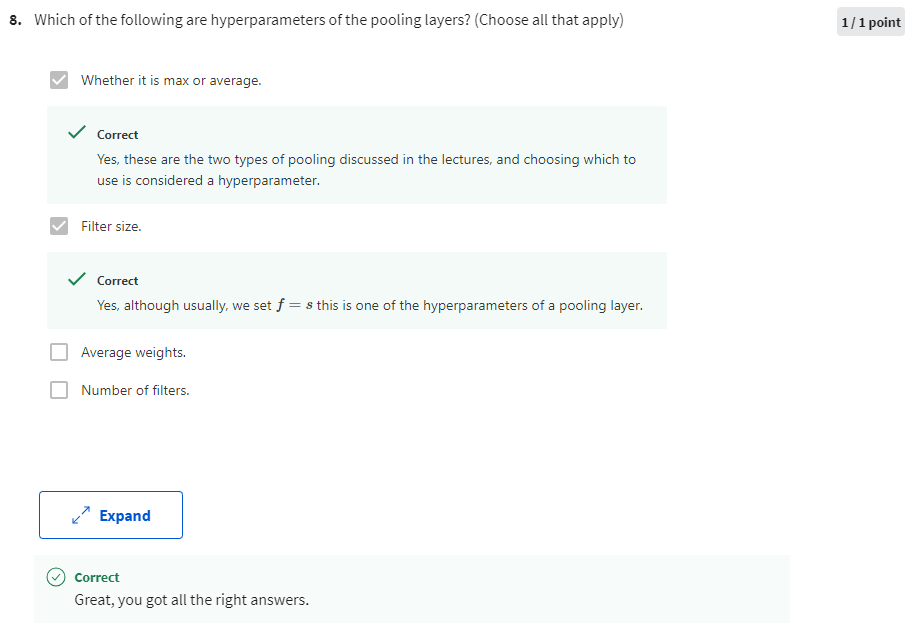 8. Which of the following are hyperparameters of the pooling layers? (Choose all that apply)
1 / 1 point
Whether it is max or average.
Correct
Yes, these are the two types of pooling discussed in the lectures, and choosing which to
use is considered a hyperparameter.
Filter size.
Correct
Yes, although usually, we set f = s this is one of the hyperparameters of a pooling layer.
Average weights.
Number of filters.
Expand
Correct
Great, you got all the right answers.